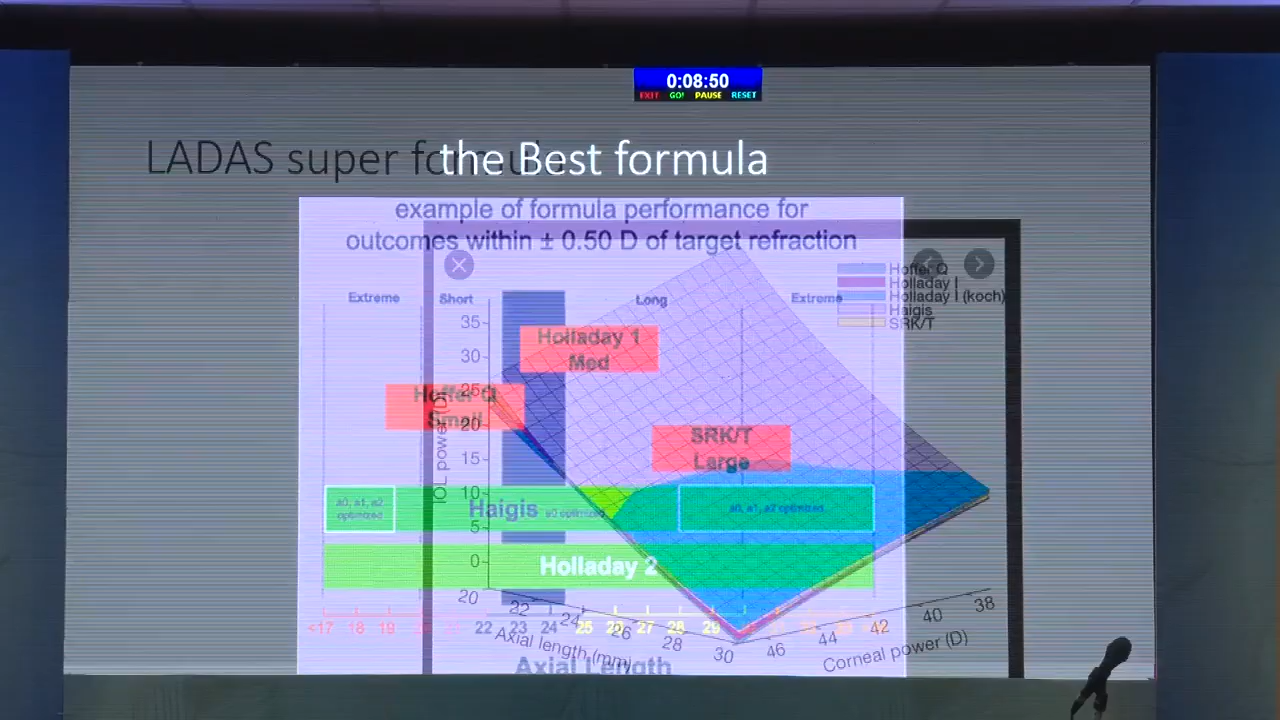 0:08:50
EXIT GO! PAUSE RESET
LADAS super formula
the Best formula
example of formula performance for
outcomes within ± 0.50 D of target refraction
Hoffer Q
Holladay I
Holladay I (koch)
Haigis
SRK/T
Extreme Short Long Extreme
35
30
25
20
15
10
5
0
IOL power (D)
Holladay 1
Med
Hoffer Q
Small
SRK/T
Large
a0, a1, a2
optimized
Haigis a0 optimized
a0, a1, a2 optimized
Holladay 2
20 22 24 26 28 30
Axial length (mm)
46 44 42 40 38
Corneal power (D)
<17 18 19 22 23 24 25 26 27 28 29
Axial Length